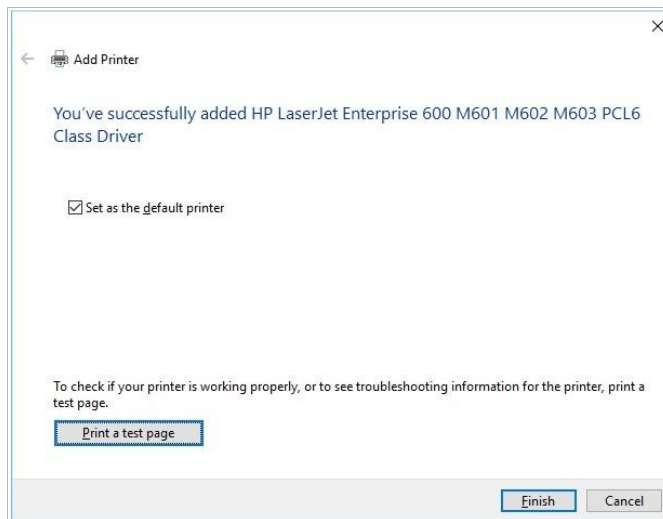 Add Printer
You've successfully added HP LaserJet Enterprise 600 M601 M602 M603 PCL6
Class Driver
Set as the default printer
To check if your printer is working properly, or to see troubleshooting information for the printer, print a
test page.
Print a test page
Finish
Cancel